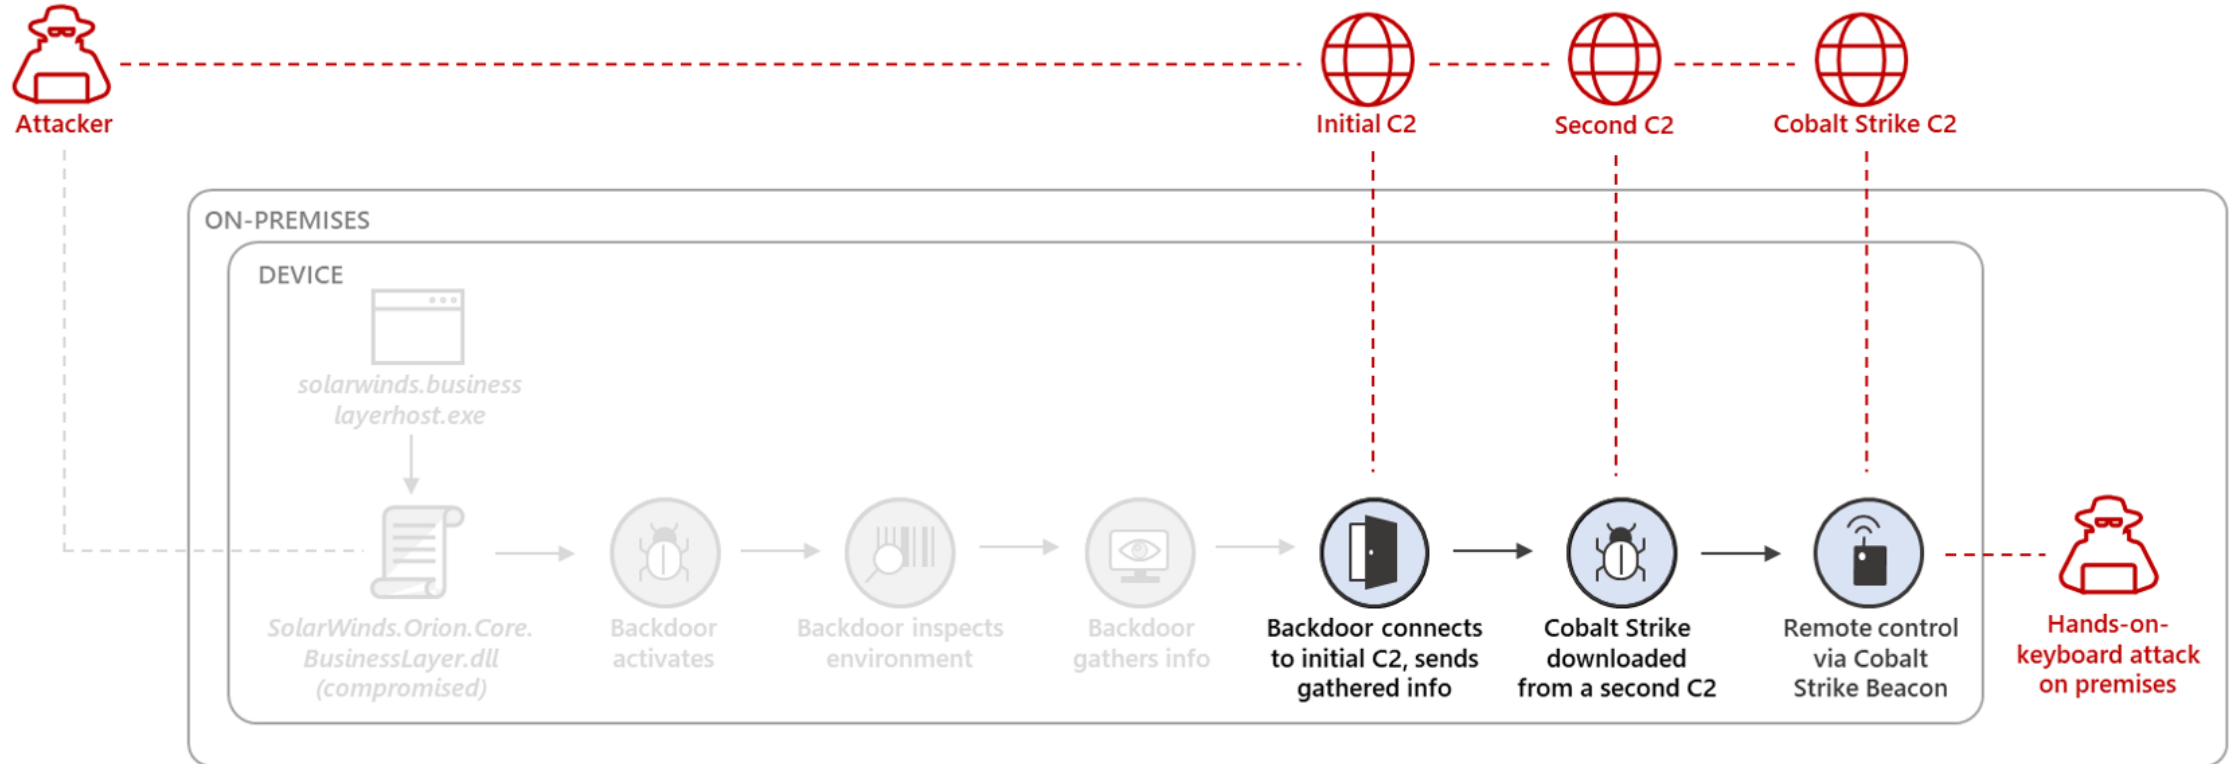 Attacker
Initial C2
Second C2
Cobalt Strike C2
ON-PREMISES
DEVICE
solarwinds.business
layerhost.exe
SolarWinds.Orion.Core.
BusinessLayer.dll
(compromised)
Backdoor
activates
Backdoor inspects
environment
Backdoor
gathers info
Backdoor connects
to initial C2, sends
gathered info
Cobalt Strike
downloaded
from a second C2
Remote control
via Cobalt
Strike Beacon
Hands-on-
keyboard attack
on premises